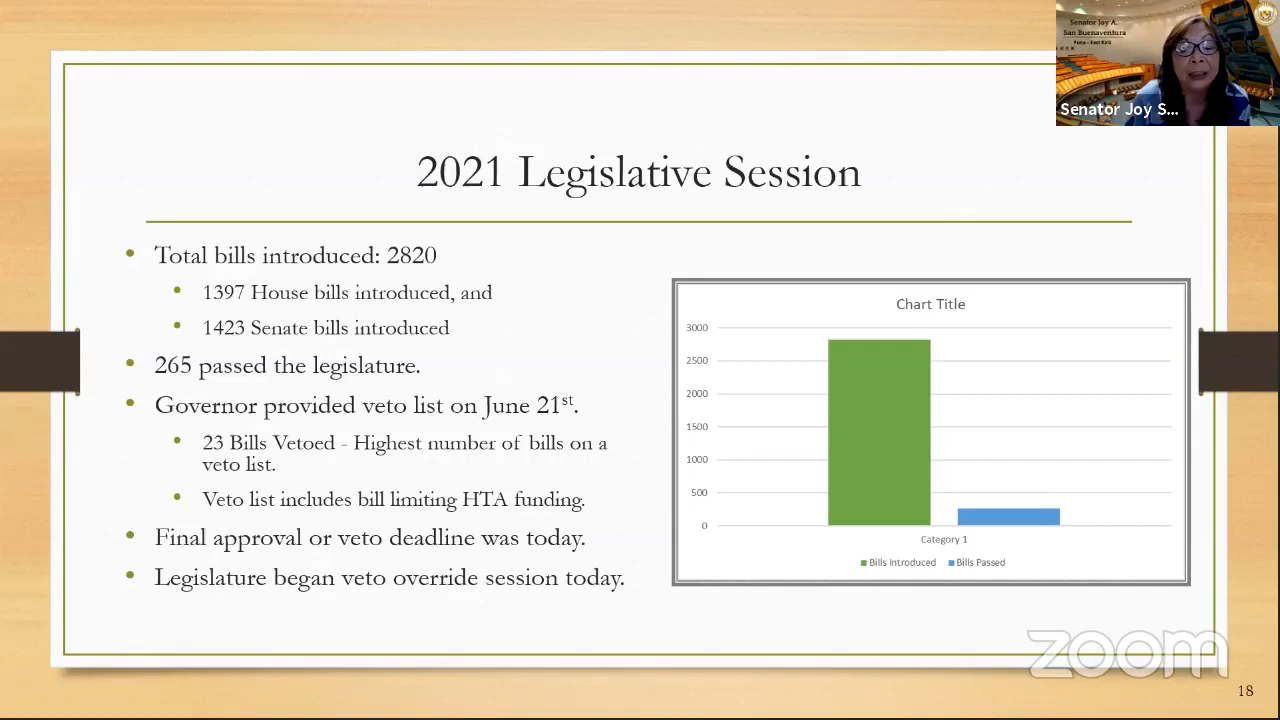 Senator Joy A.
San Buenaventura
Senator Joy S...
2021 Legislative Session
• Total bills introduced: 2820
• 1397 House bills introduced, and
• 1423 Senate bills introduced
• 265 passed the legislature.
• Governor provided veto list on June 21st.
• 23 Bills Vetoed - Highest number of bills on a
veto list.
• Veto list includes bill limiting HTA funding.
• Final approval or veto deadline was today.
• Legislature began veto override session today.
Chart Title
3000
2500
2000
1500
1000
500
0
Category 1
Bills Introduced Bills Passed
zoom
18